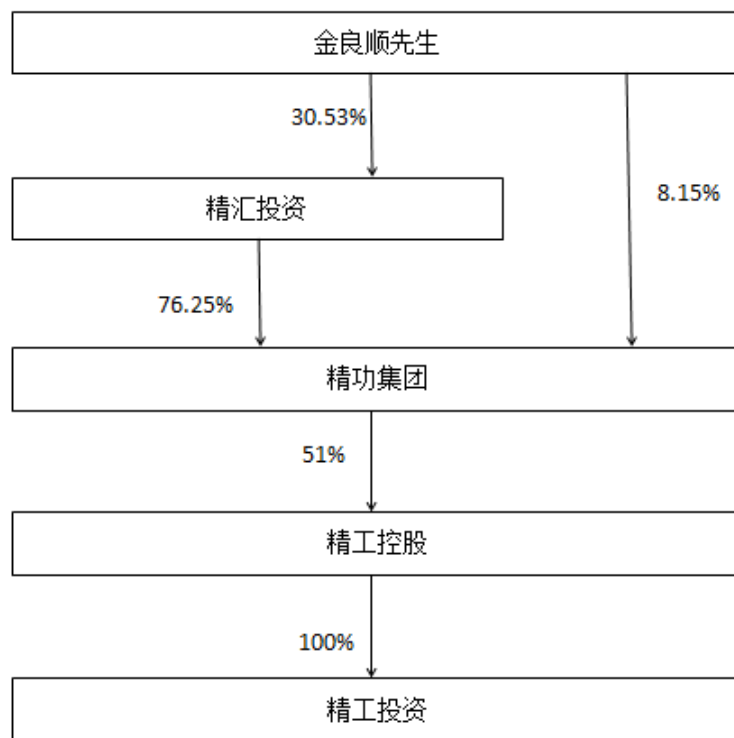 金良顺先生
30.53%
8.15%
精汇投资
76.25%
精功集团
51%
精工控股
100%
精工投资